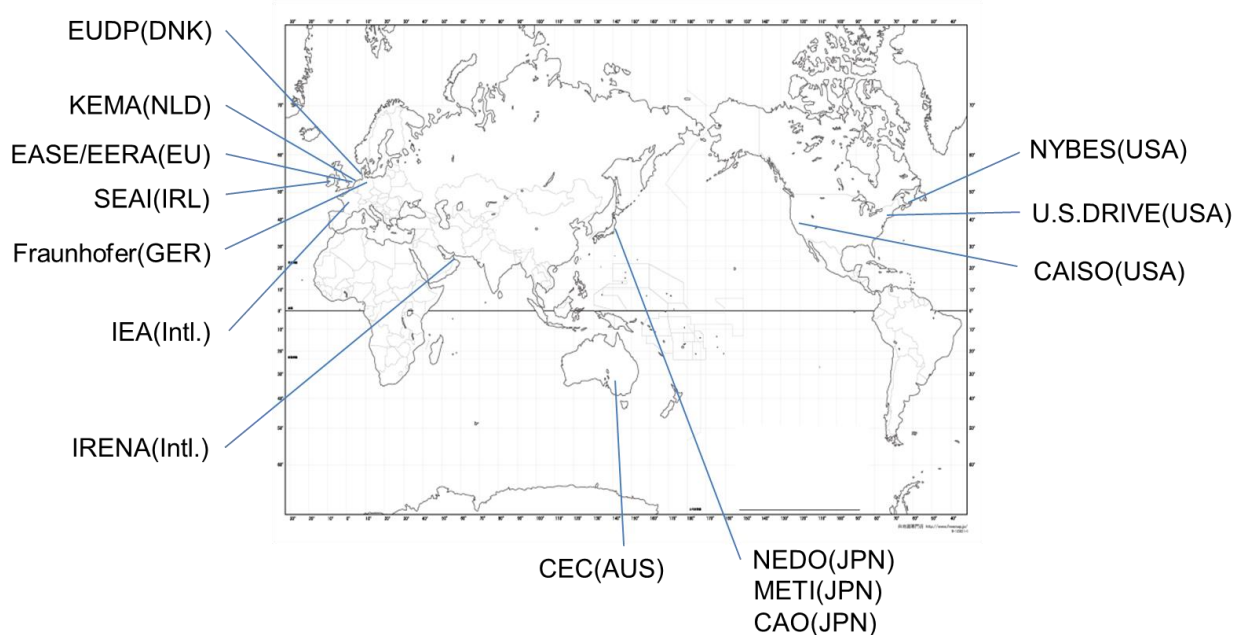 EUDP(DNK)
KEMA(NLD)
EASE/EERA(EU)
SEAI(IRL)
Fraunhofer(GER)
IEA(Intl.)
IRENA(Intl.)
NYBES(USA)
U.S.DRIVE(USA)
CAISO(USA)
CEC(AUS)
NEDO(JPN)
METI(JPN)
CAO(JPN)